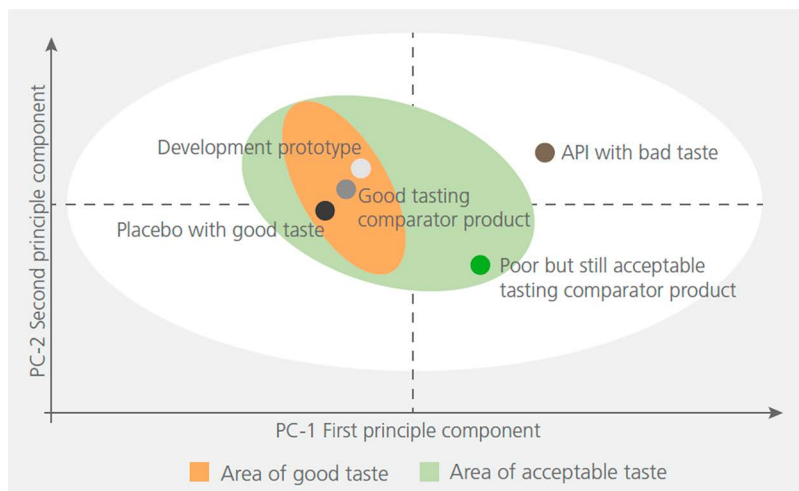 PC-2 Second principle component
Development prototype
API with bad taste
Good tasting
comparator product
Placebo with good taste
Poor but still acceptable
tasting comparator product
PC-1 First principle component
Area of good taste
Area of acceptable taste